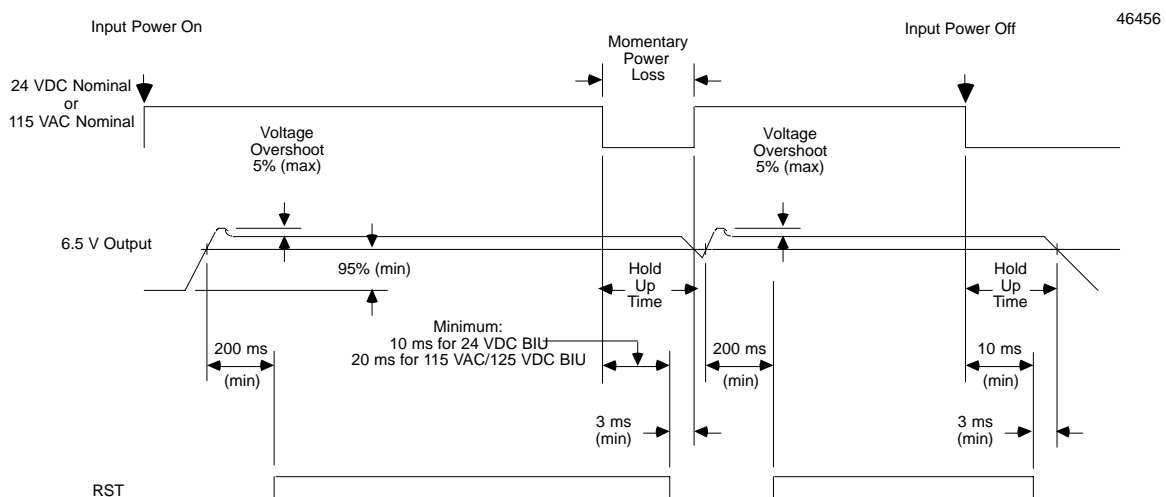 46456
Input Power On
Input Power Off
Momentary
Power
Loss
24 VDC Nominal
or
115 VAC Nominal
Voltage
Overshoot
5% (max)
Voltage
Overshoot
5% (max)
6.5 V Output
95% (min)
Hold
Up
Time
Hold
Up
Time
Minimum:
10 ms for 24 VDC BIU
20 ms for 115 VAC/125 VDC BIU
200 ms
(min)
200 ms
(min)
10 ms
(min)
3 ms
(min)
3 ms
(min)
RST